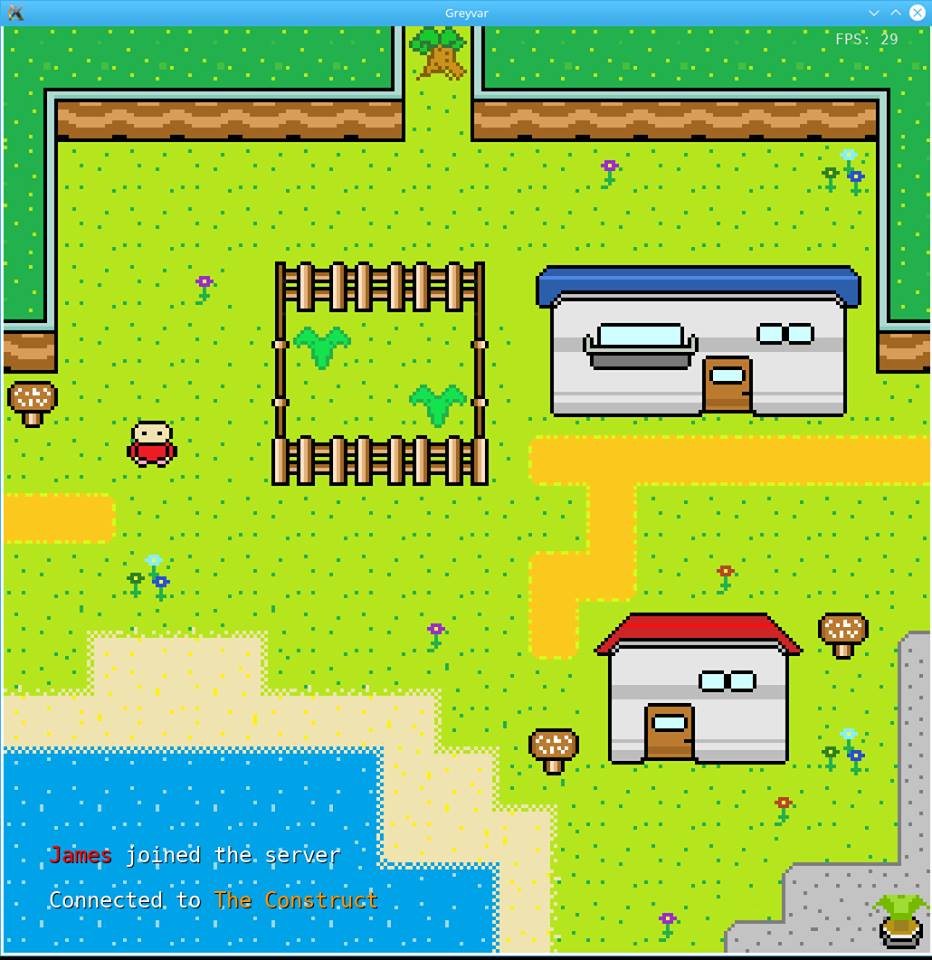 Greyvar
FPS: 29
James joined the server
Connected to The Construct